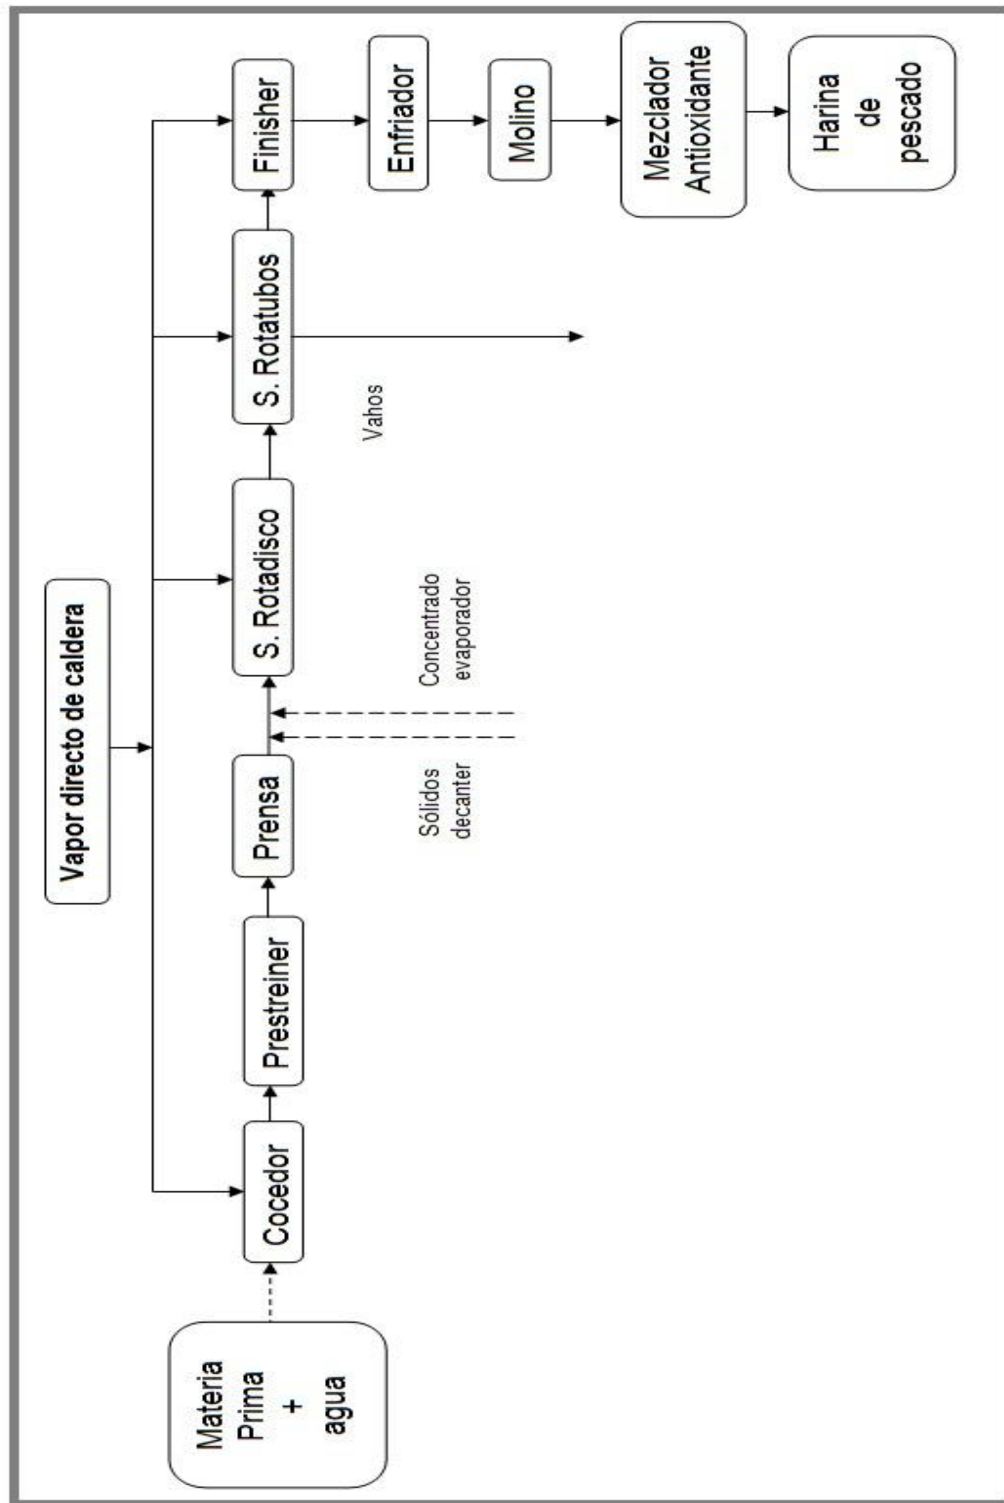 Vapor directo de caldera
Materia
Prima
+
agua
Cocedor
Prestreiner
Prensa
S. Rotadisco
S. Rotatubos
Finisher
Sólidos
decanter
Concentrado
evaporador
Vahos
Enfriador
Molino
Mezclador
Antioxidante
Harina
de
pescado